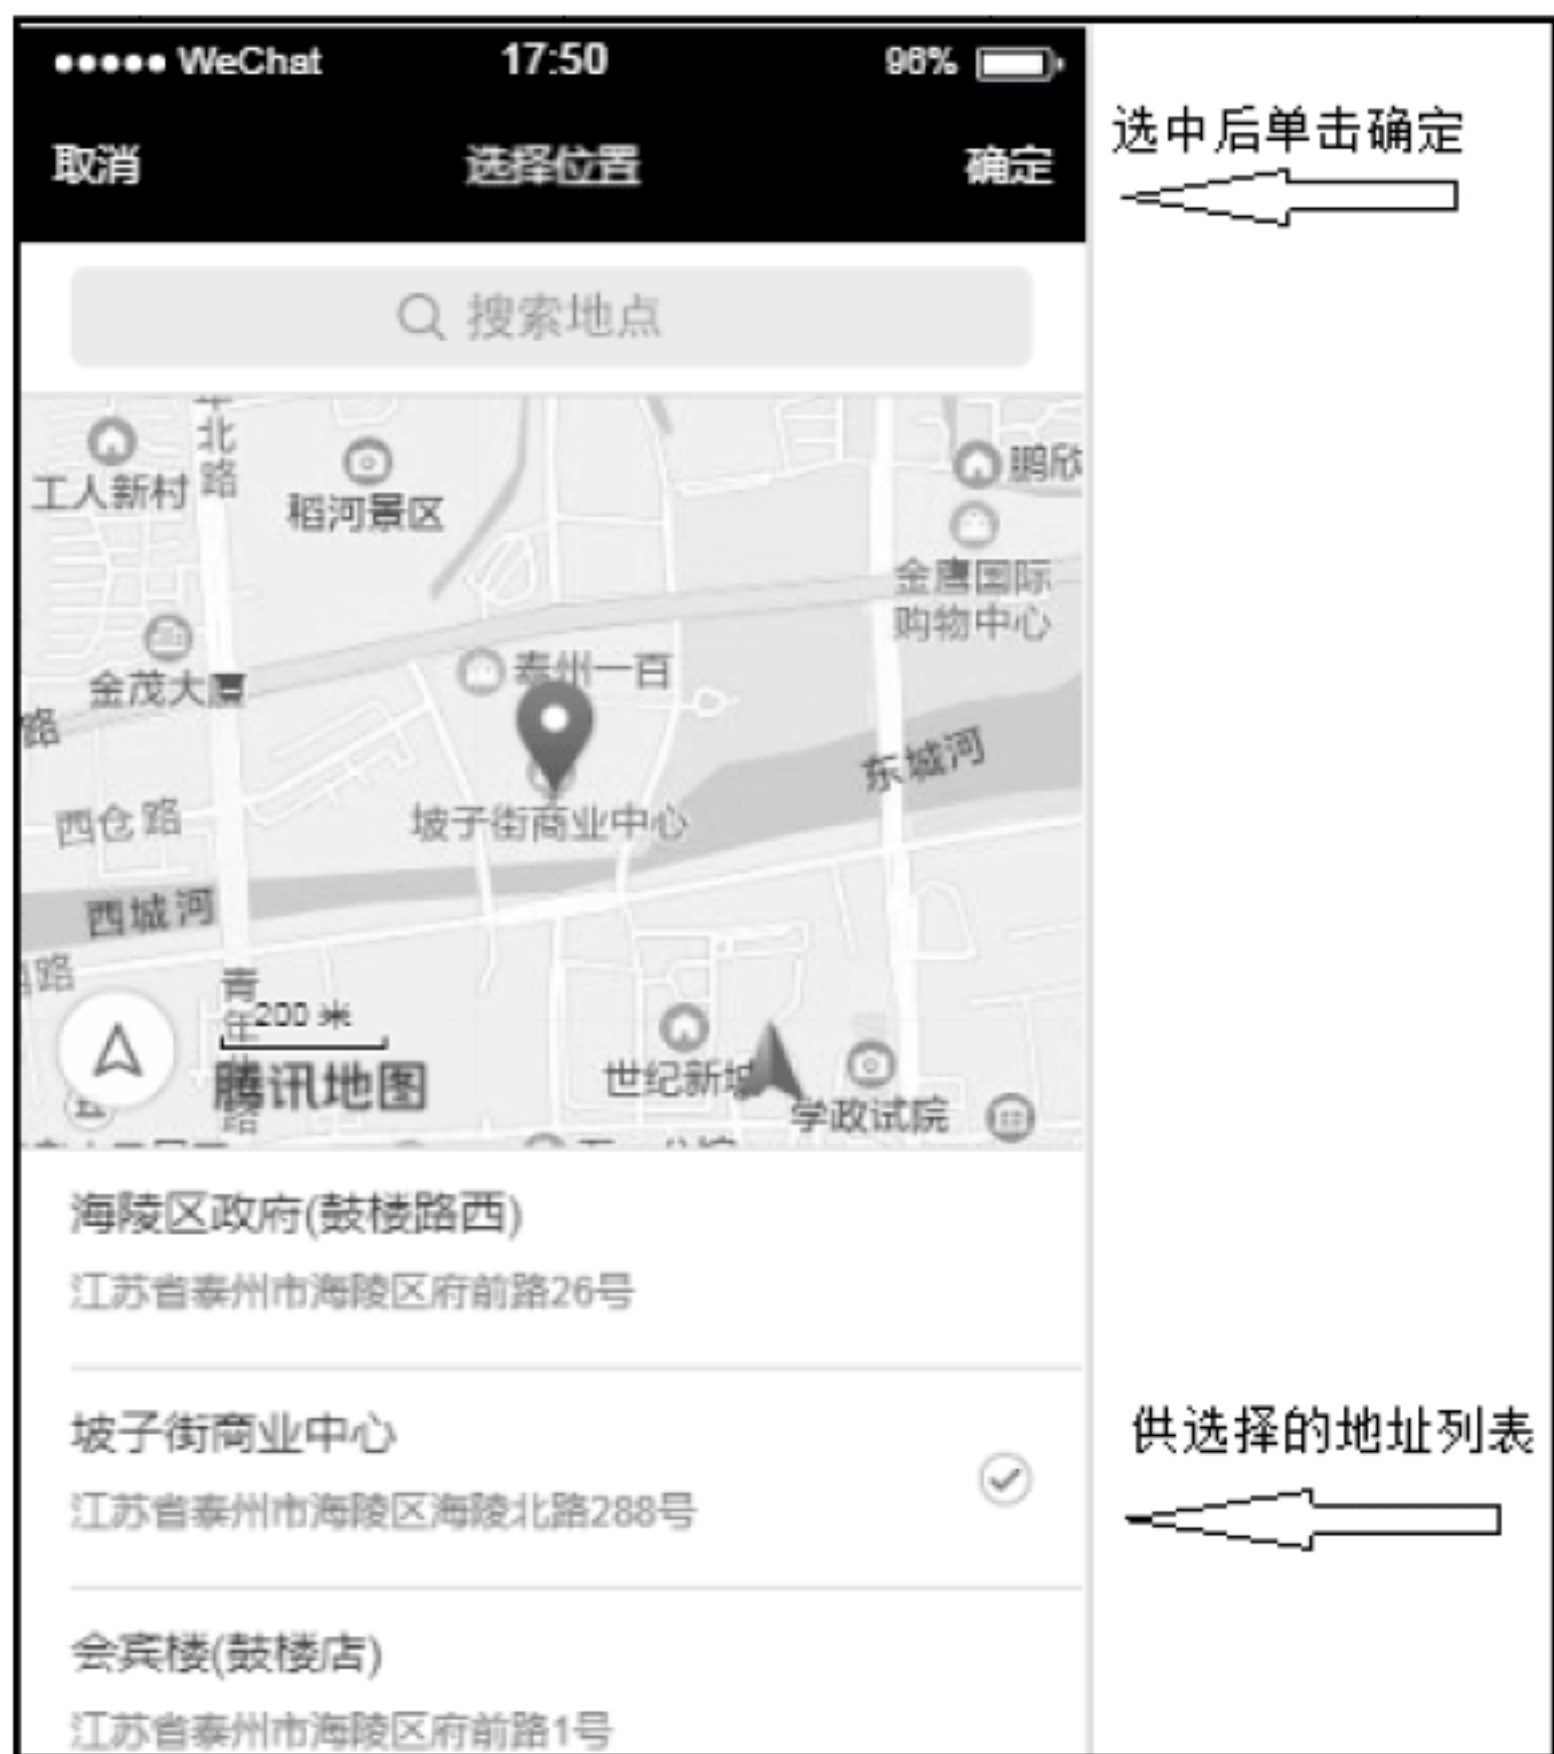 ●●●●● WeChat 17:50 96%
取消 选择位置 确定
选中后单击确定
搜索地点
北路
工人新村
稻河景区
鹏欣
金鹰国际
购物中心
金茂大厦
泰州一百
路
东城河
坡子街商业中心
西仓路
西城河
路
青年北路
200 米
腾讯地图
世纪新城
学政试院
海陵区政府(鼓楼路西)
江苏省泰州市海陵区府前路26号
坡子街商业中心
江苏省泰州市海陵区海陵北路288号
供选择的地址列表
会宾楼(鼓楼店)
江苏省泰州市海陵区府前路1号